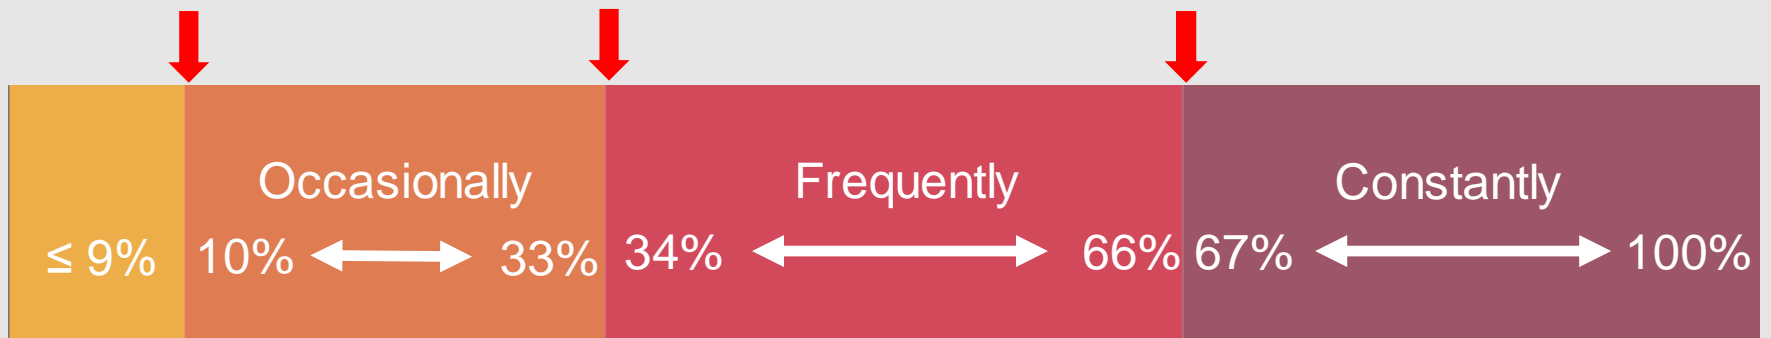 Occasionally Frequently Constantly
≤ 9% 10% 33% 34% 66% 67% 100%